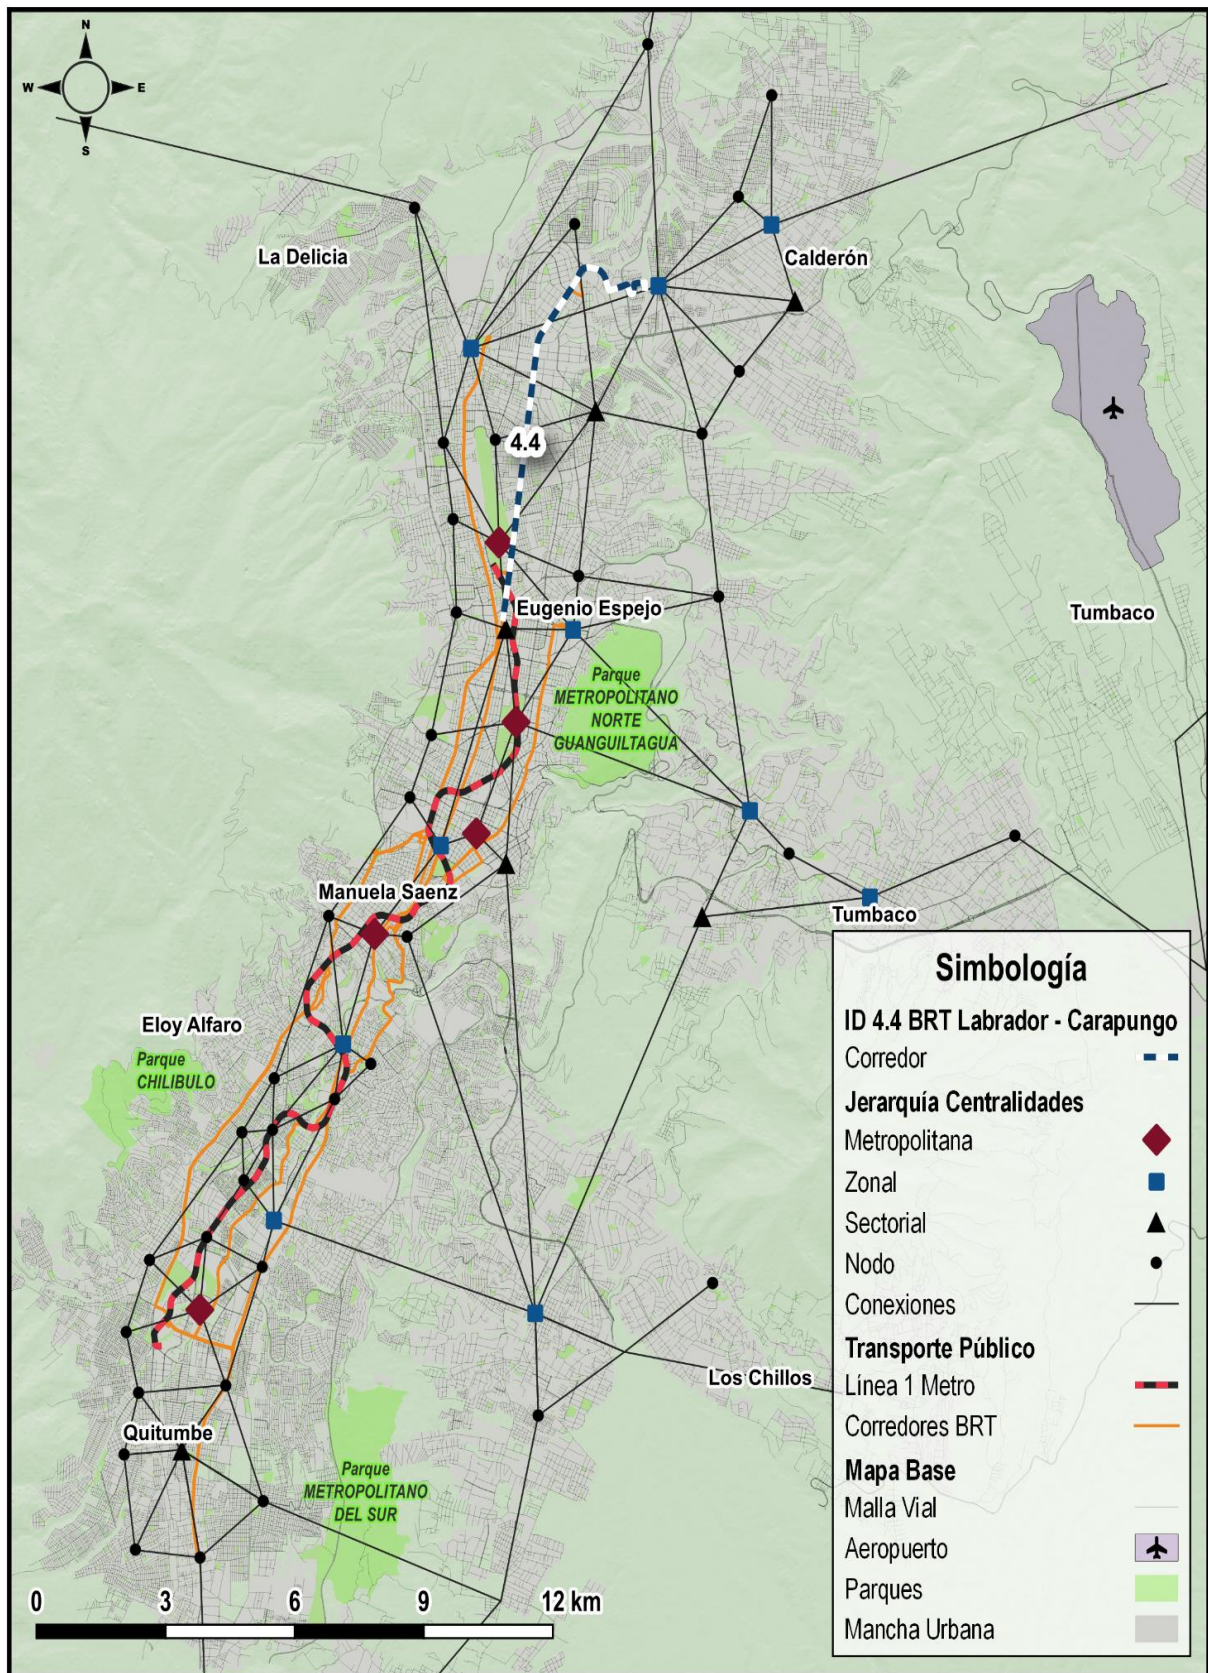 N
W
E
S
La Delicia
Calderón
4.4
Eugenio Espejo
Tumbaco
Parque
METROPOLITANO
NORTE
GUANGUILTAGUA
Manuela Saenz
Tumbaco
Eloy Alfaro
Parque
CHILIBULO
Los Chillos
Quitumbe
Parque
METROPOLITANO
DEL SUR
0 3 6 9 12 km
Simbología
ID 4.4 BRT Labrador - Carapungo
Corredor
Jerarquía Centralidades
Metropolitana
Zonal
Sectorial
Nodo
Conexiones
Transporte Público
Línea 1 Metro
Corredores BRT
Mapa Base
Malla Vial
Aeropuerto
Parques
Mancha Urbana